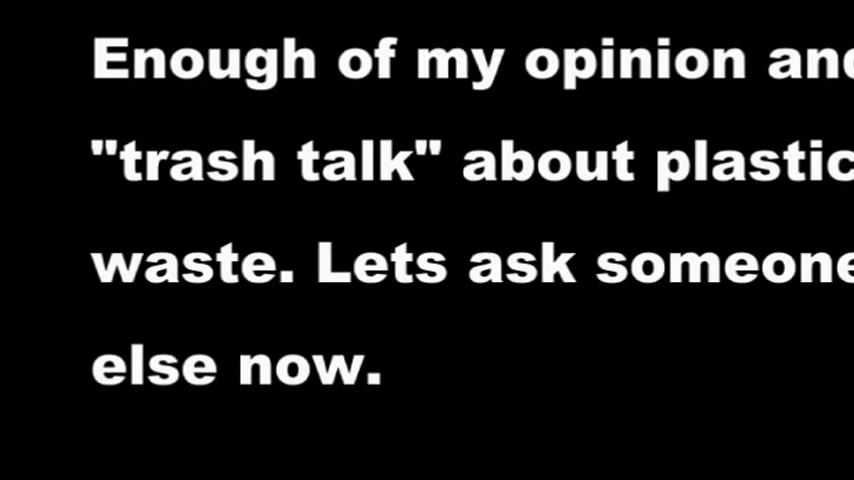 Enough of my opinion and
"trash talk" about plastic
waste. Lets ask someone
else now.